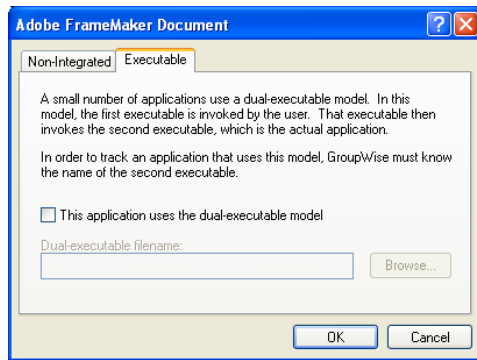 Adobe FrameMaker Document
Non-Integrated Executable
A small number of applications use a dual-executable model. In this
model, the first executable is invoked by the user. That executable then
invokes the second executable, which is the actual application.
In order to track an application that uses this model, GroupWise must know
the name of the second executable.
This application uses the dual-executable model
Dual-executable filename:
Browse...
OK Cancel